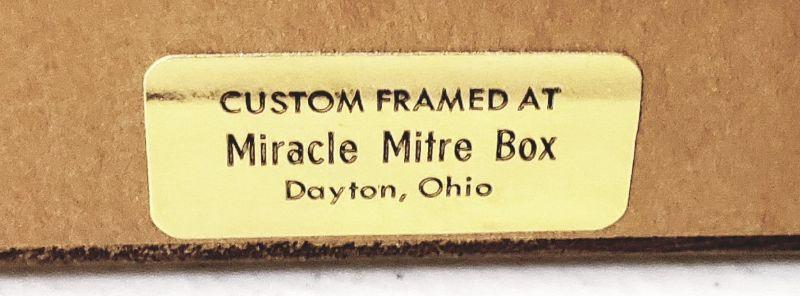 CUSTOM FRAMED AT
Miracle Mitre Box
Dayton, Ohio